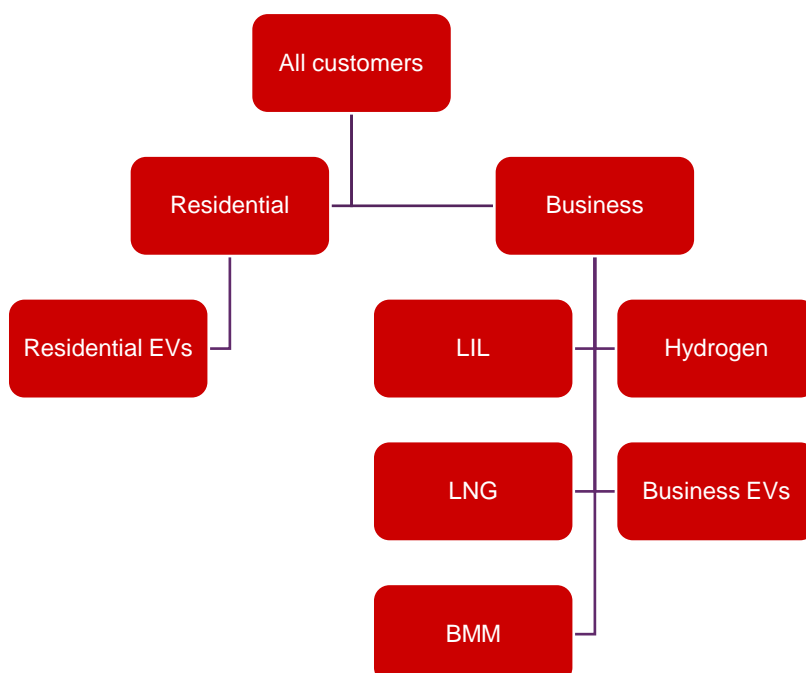 All customers
Residential
Business
Residential EVs
LIL
Hydrogen
LNG
Business EVs
BMM